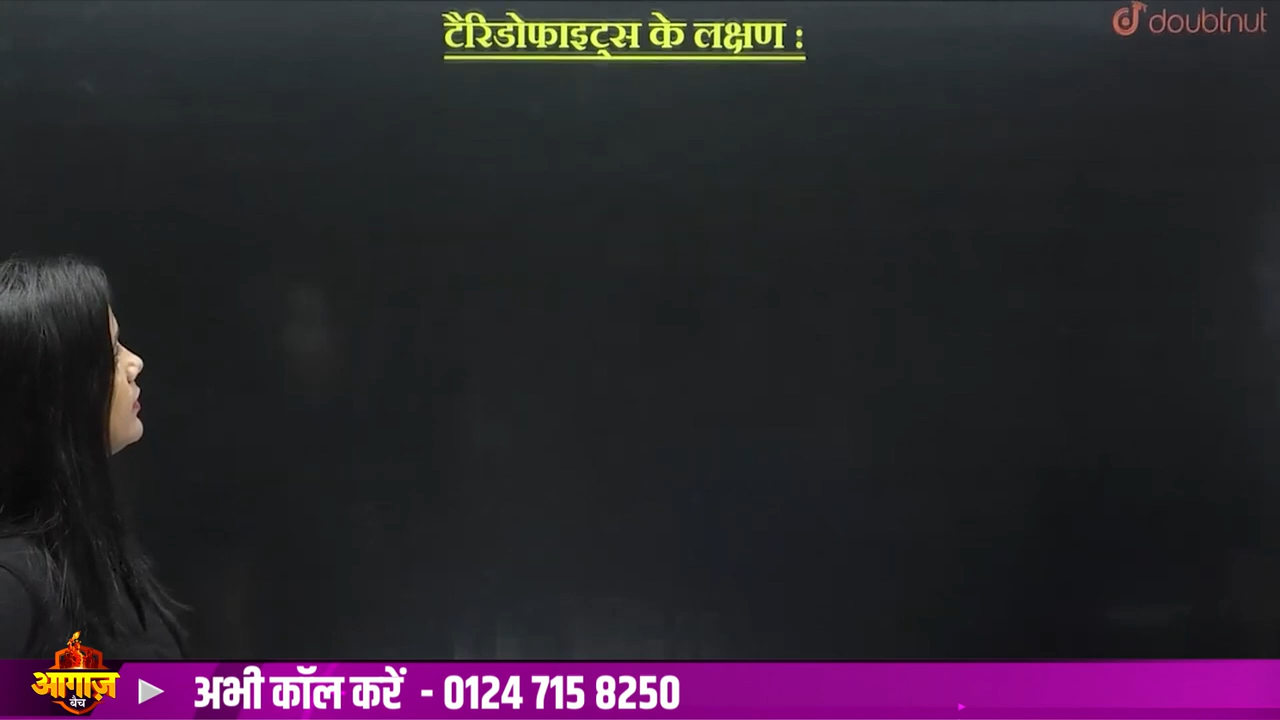 टैरिडोफाइट्स के लक्षण :
doubtnut
आगाज़
बैच
अभी कॉल करें - 0124 715 8250